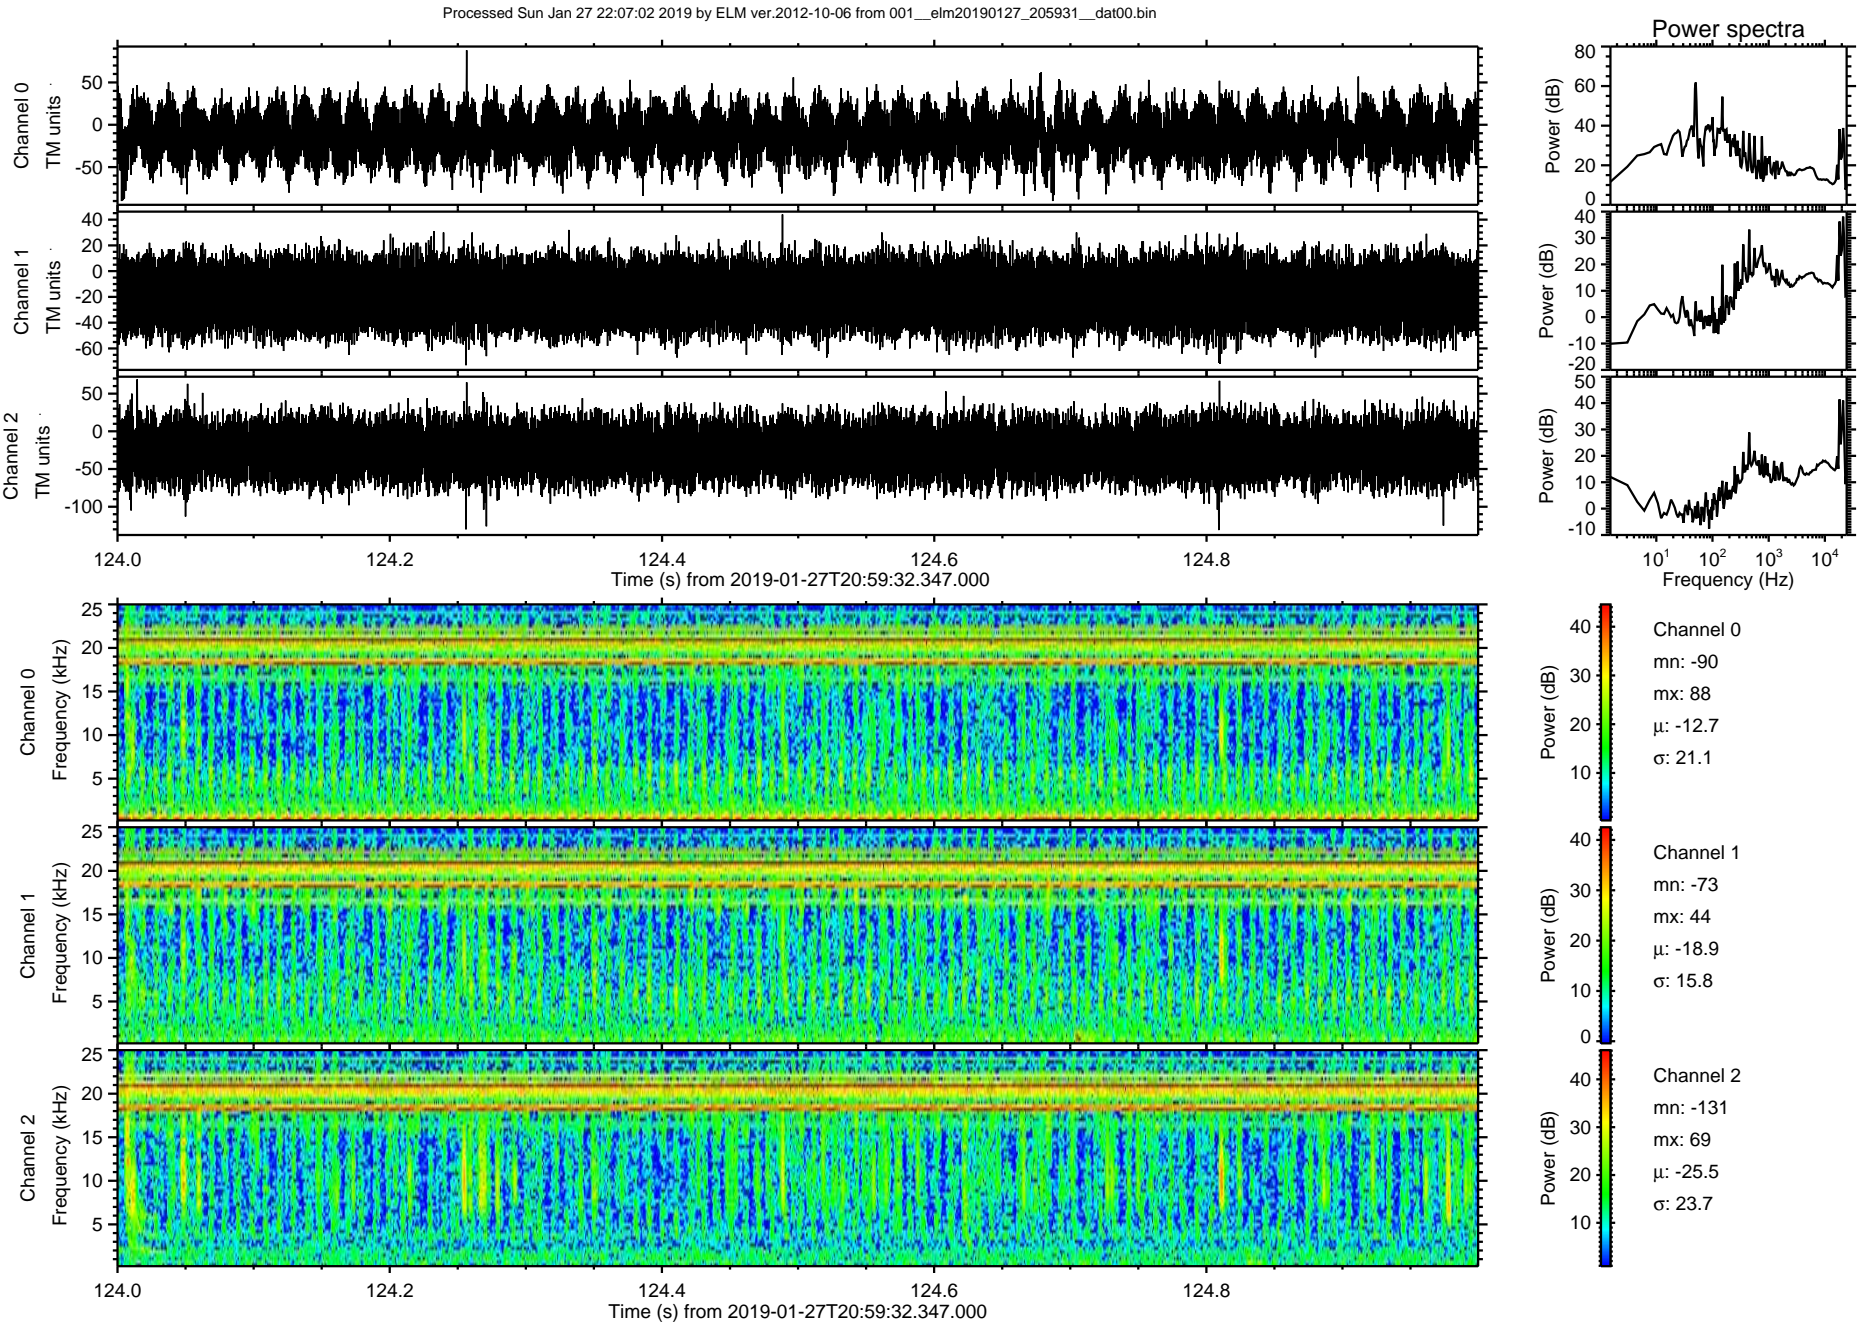 Processed Sun Jan 27 22:07:02 2019 by ELM ver.2012-10-06 from 001__elm20190127_205931__dat00.bin
Power spectra
Channel 0
TM units
50
0
-50
Power (dB)
80
60
40
20
0
Channel 1
TM units
40
20
0
-20
-40
-60
Power (dB)
40
30
20
10
0
-10
-20
Channel 2
TM units
50
0
-50
-100
Power (dB)
50
40
30
20
10
0
-10
124.0 124.2 124.4 124.6 124.8
Time (s) from 2019-01-27T20:59:32.347.000
10^1 10^2 10^3 10^4
Frequency (Hz)
Channel 0
Frequency (kHz)
25
20
15
10
5
Power (dB)
40
30
20
10
Channel 0
mn: -90
mx: 88
μ: -12.7
σ: 21.1
Channel 1
Frequency (kHz)
25
20
15
10
5
Power (dB)
40
30
20
10
0
Channel 1
mn: -73
mx: 44
μ: -18.9
σ: 15.8
Channel 2
Frequency (kHz)
25
20
15
10
5
Power (dB)
40
30
20
10
Channel 2
mn: -131
mx: 69
μ: -25.5
σ: 23.7
124.0 124.2 124.4 124.6 124.8
Time (s) from 2019-01-27T20:59:32.347.000